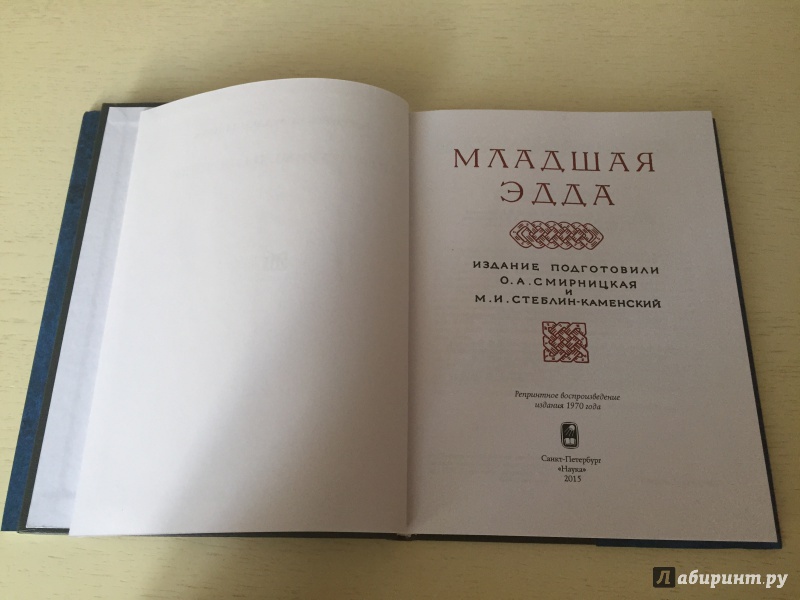 МЛАДШАЯ
ЭДДА
ИЗДАНИЕ ПОДГОТОВИЛИ
О. А. СМИРНИЦКАЯ
И
М. И. СТЕБЛИН-КАМЕНСКИЙ
Репринтное воспроизведение
издания 1970 года
Санкт-Петербург
«Наука»
2015
Лабиринт.ру